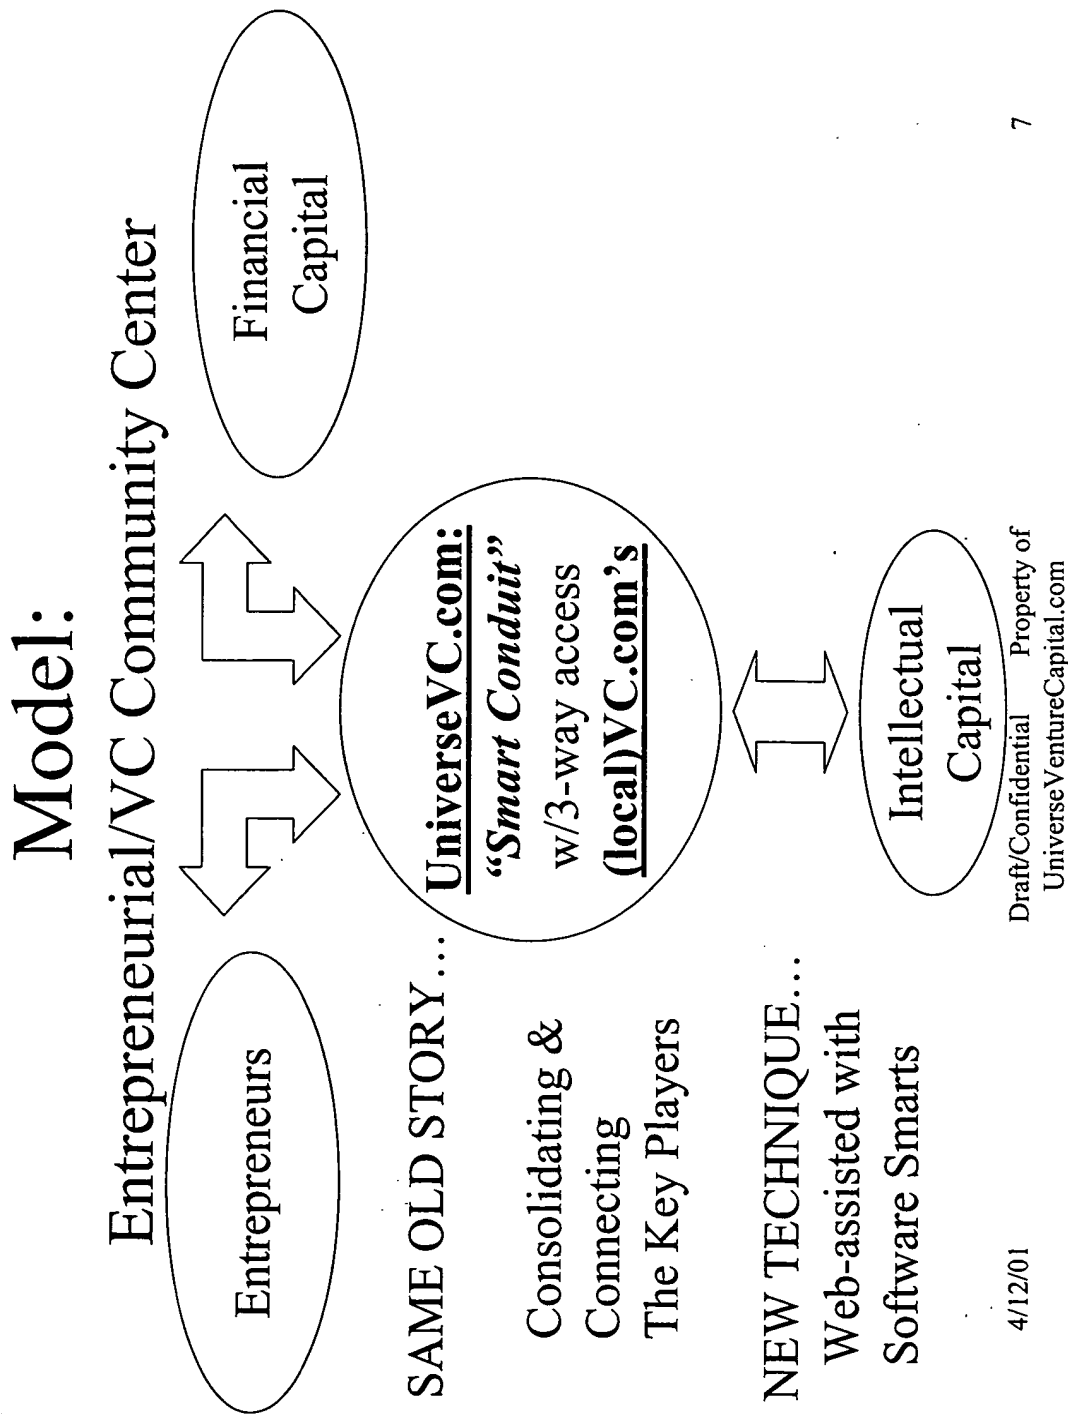 Model:
Entrepreneurial/VC Community Center
Entrepreneurs
Financial
Capital
SAME OLD STORY…
Consolidating &
Connecting
The Key Players
UniverseVC.com:
“Smart Conduit”
w/3-way access
(local)VC.com’s
NEW TECHNIQUE…
Web-assisted with
Software Smarts
Intellectual
Capital
4/12/01
Draft/Confidential Property of
UniverseVentureCapital.com
7